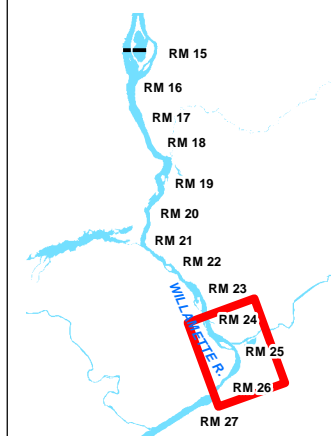 RM 15
RM 16
RM 17
RM 18
RM 19
RM 20
RM 21
RM 22
RM 23
WILLAMETTE R.
RM 24
RM 25
RM 26
RM 27